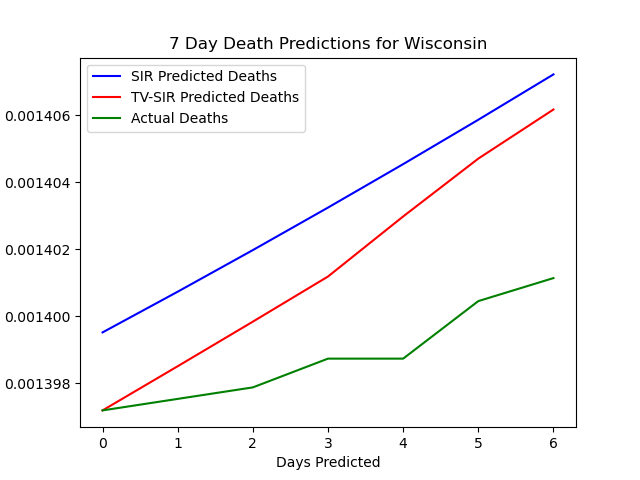 7 Day Death Predictions for Wisconsin
SIR Predicted Deaths
TV-SIR Predicted Deaths
Actual Deaths
0.001406
0.001404
0.001402
0.001400
0.001398
0 1 2 3 4 5 6
Days Predicted